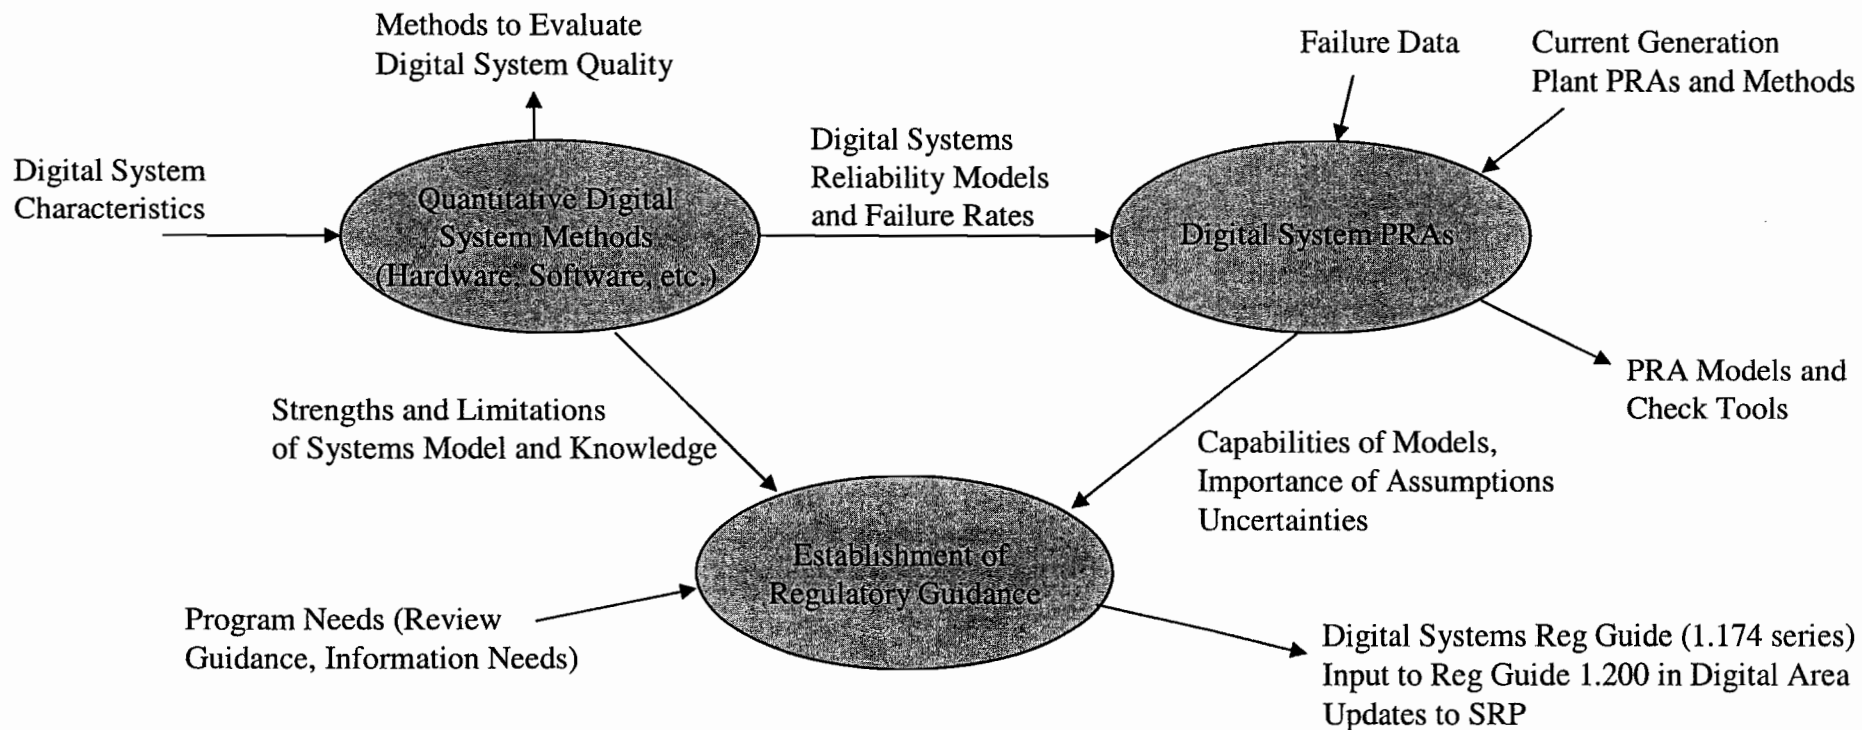 Methods to Evaluate
Digital System Quality
Failure Data
Current Generation
Plant PRAs and Methods
Digital System
Characteristics
Digital Systems
Reliability Models
and Failure Rates
Quantitative Digital
System Methods
(Hardware, Software, etc.)
Digital System PRAs
PRA Models and
Check Tools
Strengths and Limitations
of Systems Model and Knowledge
Capabilities of Models,
Importance of Assumptions
Uncertainties
Establishment of
Regulatory Guidance
Program Needs (Review
Guidance, Information Needs)
Digital Systems Reg Guide (1.174 series)
Input to Reg Guide 1.200 in Digital Area
Updates to SRP